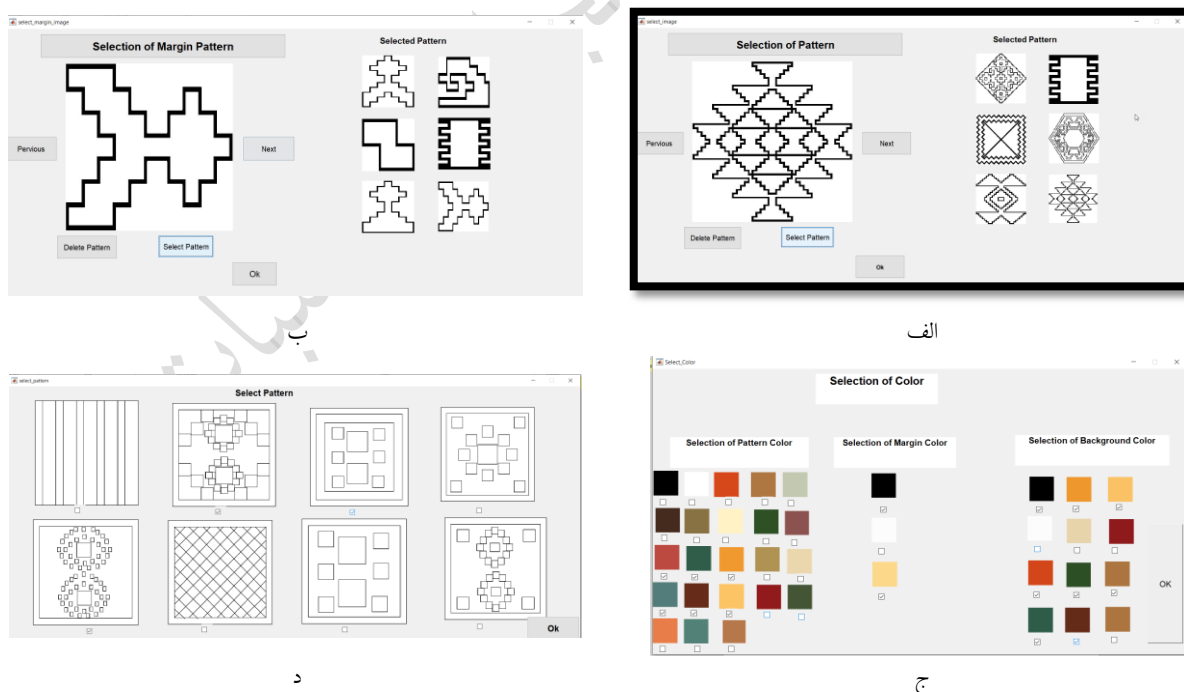 select_margin_image
Selection of Margin Pattern
Selected Pattern
Pervious
Next
Delete Pattern
Select Pattern
Ok
ب
select_image
Selection of Pattern
Selected Pattern
Pervious
Next
Delete Pattern
Select Pattern
Ok
الف
select_pattern
Select Pattern
Ok
د
Select_Color
Selection of Color
Selection of Pattern Color
Selection of Margin Color
Selection of Background Color
OK
ج